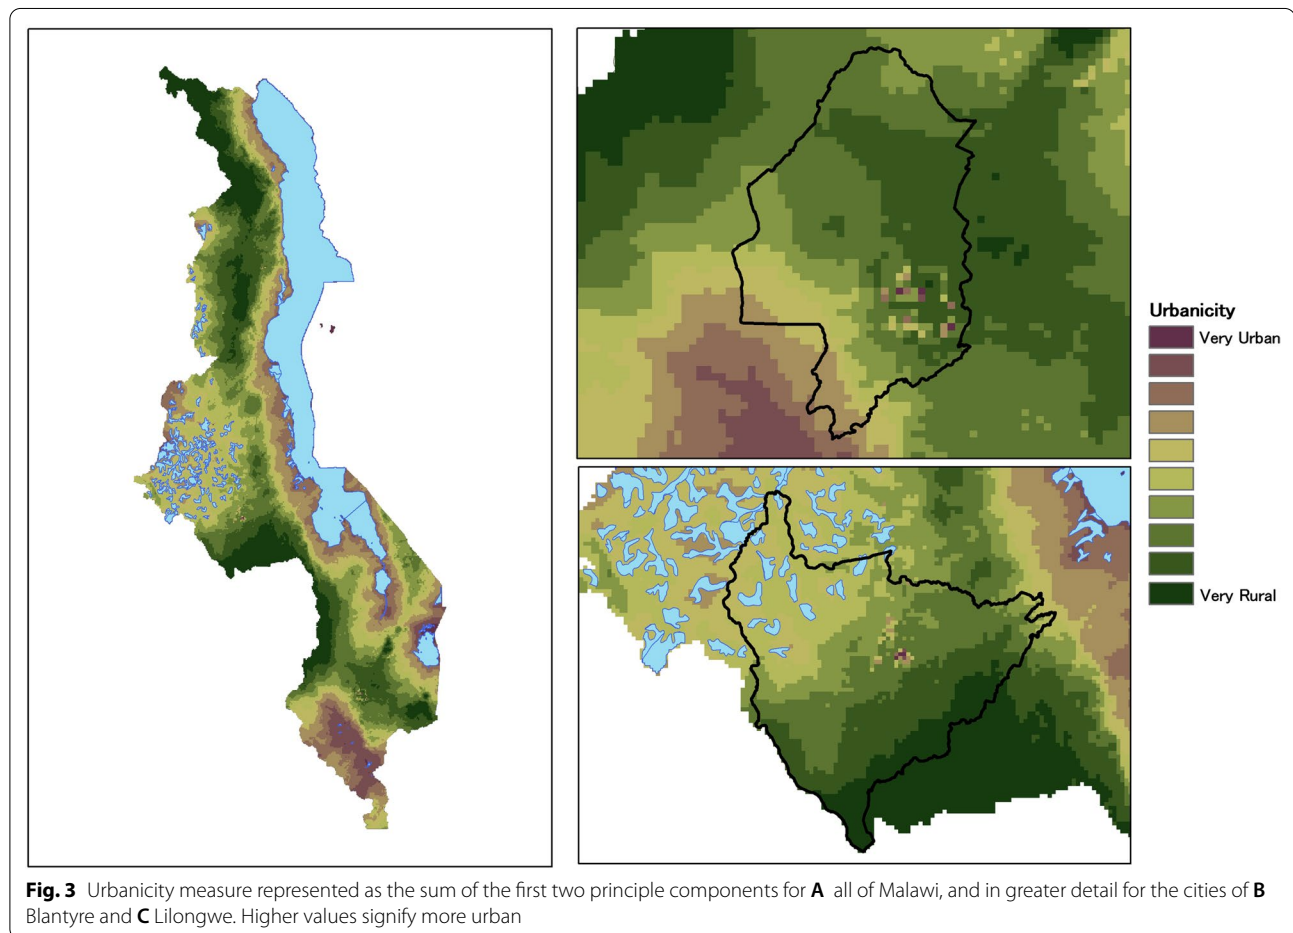 Urbanicity
Very Urban
Very Rural
Fig. 3 Urbanicity measure represented as the sum of the first two principle components for A all of Malawi, and in greater detail for the cities of B
Blantyre and C Lilongwe. Higher values signify more urban